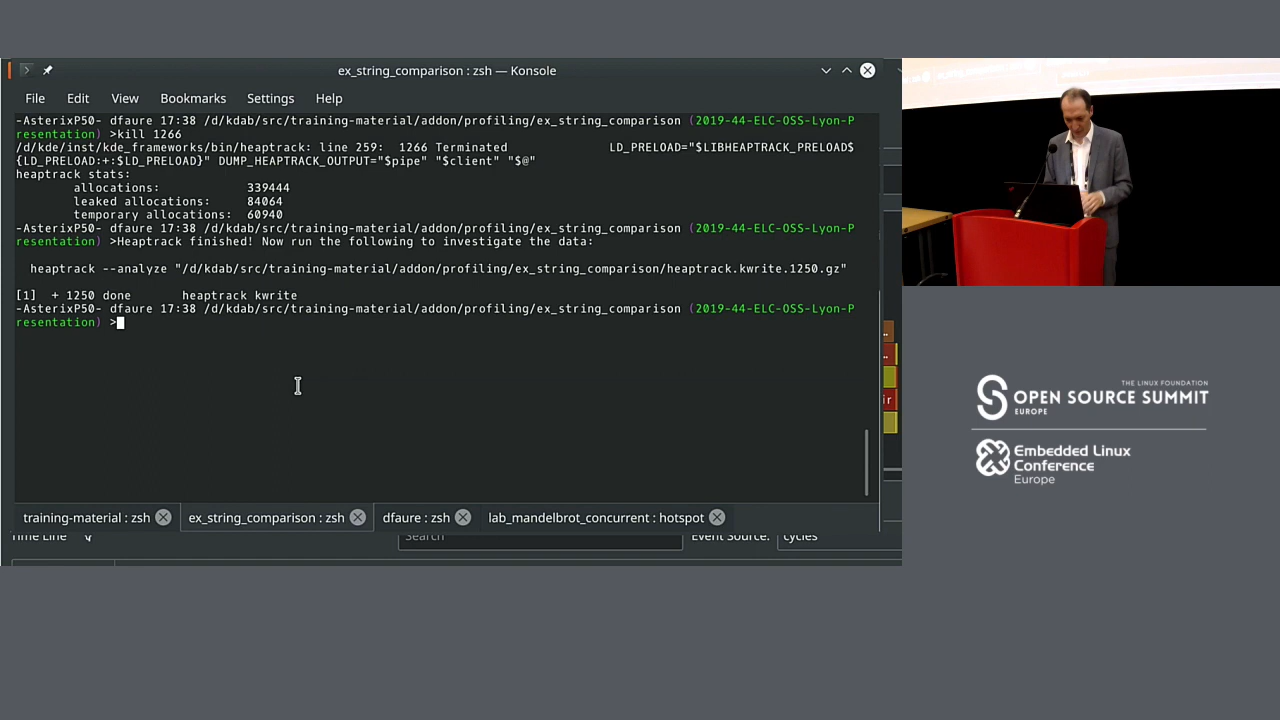 ex_string_comparison : zsh — Konsole
File Edit View Bookmarks Settings Help
-AsterixP50- dfaure 17:38 /d/kdab/src/training-material/addon/profiling/ex_string_comparison (2019-44-ELC-OSS-Lyon-P
resentation) >kill 1266
/d/kde/inst/kde_frameworks/bin/heaptrack: line 259: 1266 Terminated LD_PRELOAD="$LIBHEAPTRACK_PRELOAD$
{LD_PRELOAD:+:$LD_PRELOAD}" DUMP_HEAPTRACK_OUTPUT="$pipe" "$client" "$@"
heaptrack stats:
allocations: 339444
leaked allocations: 84064
temporary allocations: 60940
-AsterixP50- dfaure 17:38 /d/kdab/src/training-material/addon/profiling/ex_string_comparison (2019-44-ELC-OSS-Lyon-P
resentation) >Heaptrack finished! Now run the following to investigate the data:
heaptrack --analyze "/d/kdab/src/training-material/addon/profiling/ex_string_comparison/heaptrack.kwrite.1250.gz"
[1] + 1250 done heaptrack kwrite
-AsterixP50- dfaure 17:38 /d/kdab/src/training-material/addon/profiling/ex_string_comparison (2019-44-ELC-OSS-Lyon-P
resentation) >
training-material : zsh ex_string_comparison : zsh dfaure : zsh lab_mandelbrot_concurrent : hotspot
Time Line Search Event Source: cycles
THE LINUX FOUNDATION
OPEN SOURCE SUMMIT
EUROPE
Embedded Linux
Conference
Europe